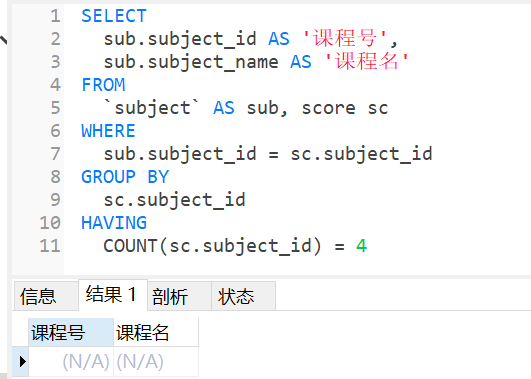 1 SELECT
2 sub.subject_id AS '课程号',
3 sub.subject_name AS '课程名'
4 FROM
5 `subject` AS sub, score sc
6 WHERE
7 sub.subject_id = sc.subject_id
8 GROUP BY
9 sc.subject_id
10 HAVING
11 COUNT(sc.subject_id) = 4
信息 结果 1 剖析 状态
课程号 课程名
(N/A) (N/A)